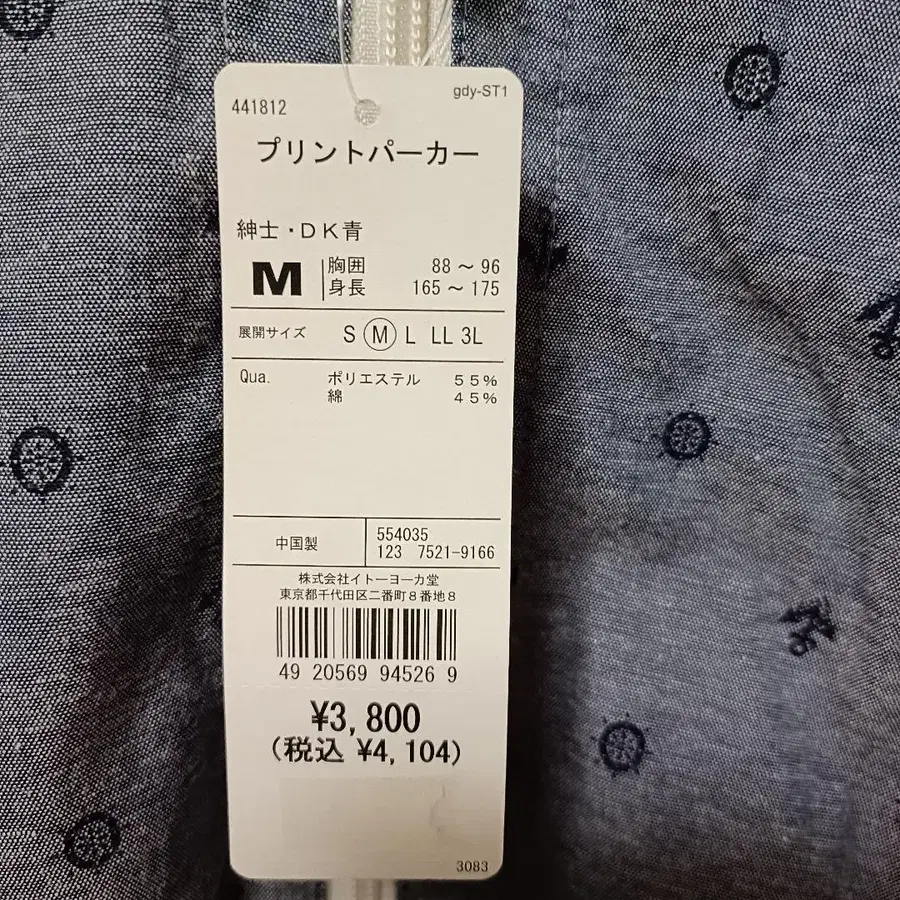 gdy-ST1
441812
プリントパーカー
紳士・DK青
M 胸囲 88～96
身長 165～175
展開サイズ S M L LL 3L
Qua. ポリエステル 55%
綿 45%
中国製 554035
123 7521-9166
株式会社イトーヨーカ堂
東京都千代田区二番町8番地8
49 20569 94526 9
¥3,800
(税込 ¥4,104)
3083